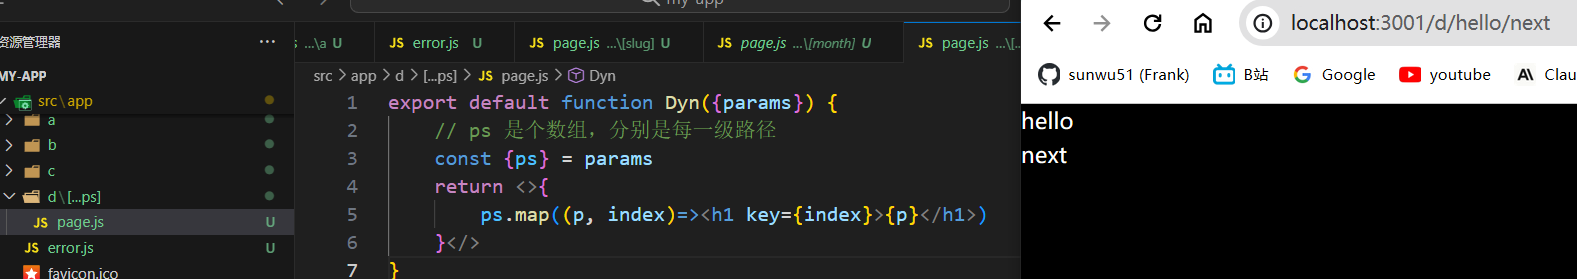 my-app
资源管理器
...
MY-APP
src\app
a
b
c
d\[...ps]
JS page.js U
JS error.js U
favicon.ico
...\a U
JS error.js U
JS page.js ...\[slug] U
JS page.js ...\[month] U
JS page.js ...\[...
src > app > d > [...ps] > JS page.js > Dyn
1 export default function Dyn({params}) {
2 // ps 是个数组，分别是每一级路径
3 const {ps} = params
4 return <>{
5 ps.map((p, index)=><h1 key={index}>{p}</h1>)
6 }</>
7 }
localhost:3001/d/hello/next
sunwu51 (Frank) B站 Google youtube Clau
hello
next